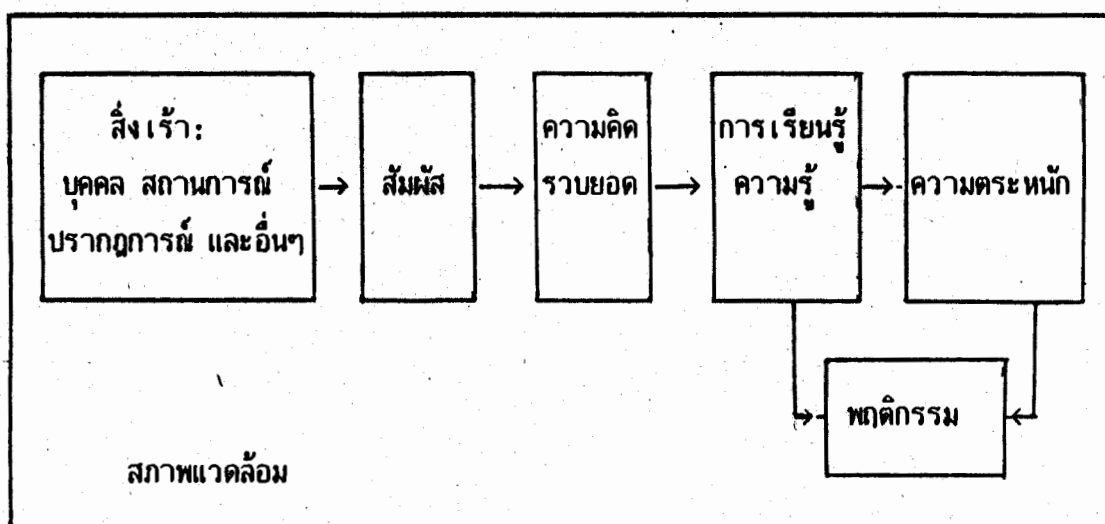 สิ่งเร้า:
บุคคล สถานการณ์
ปรากฎการณ์ และอื่นๆ
สัมผัส
ความคิด
รวบยอด
การเรียนรู้
ความรู้
ความตระหนัก
พฤติกรรม
สภาพแวดล้อม